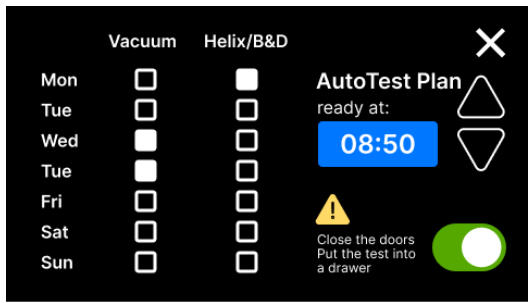 Vacuum Helix/B&D
Mon
Tue
Wed
Tue
Fri
Sat
Sun
AutoTest Plan
ready at:
08:50
Close the doors
Put the test into
a drawer